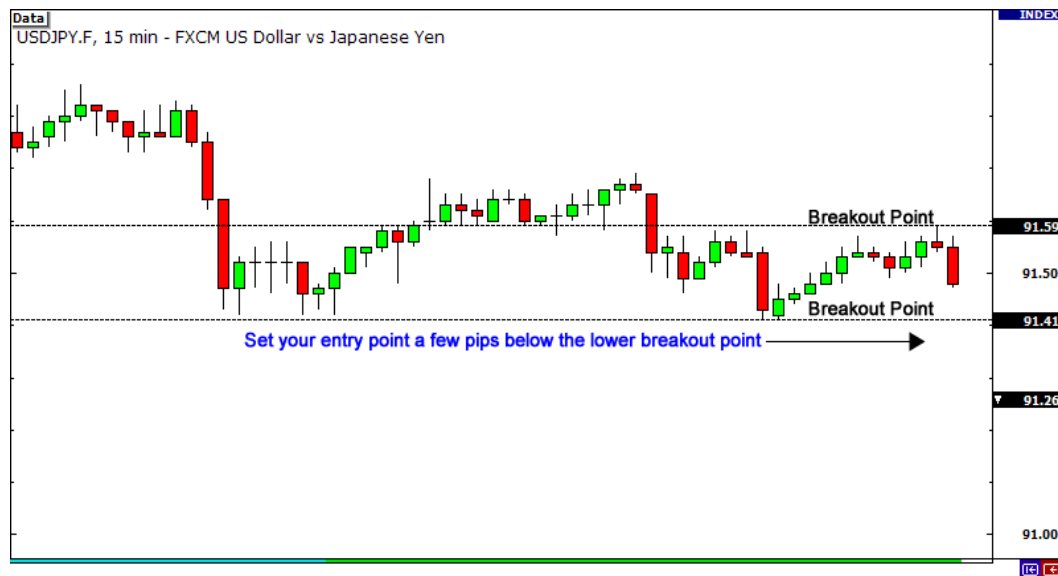 Data
INDEX
USDJPY.F, 15 min - FXCM US Dollar vs Japanese Yen
Breakout Point
91.59
91.50
Breakout Point
91.41
Set your entry point a few pips below the lower breakout point
91.26
91.00